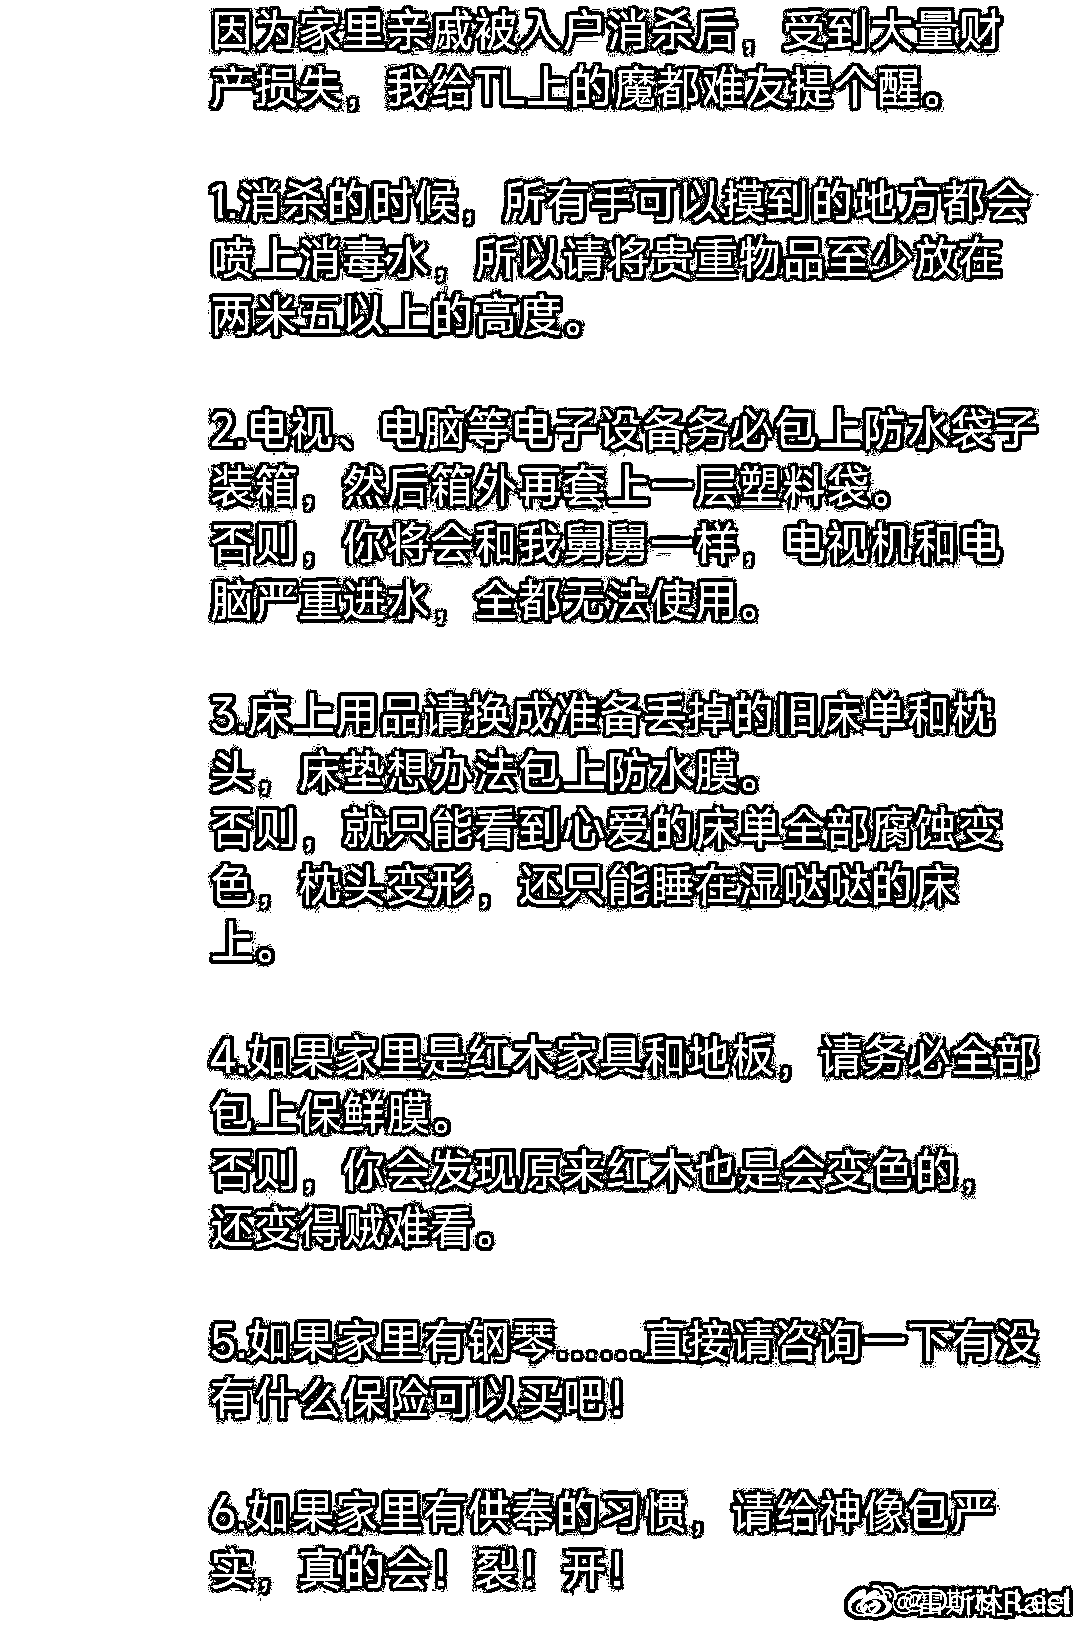 因为家里亲戚被入户消杀后，受到大量财
产损失，我给TL上的魔都难友提个醒。
1.消杀的时候，所有手可以摸到的地方都会
喷上消毒水，所以请将贵重物品至少放在
两米五以上的高度。
2.电视、电脑等电子设备务必包上防水袋子
装箱，然后箱外再套上一层塑料袋。
否则，你将会和我舅舅一样，电视机和电
脑严重进水，全都无法使用。
3.床上用品请换成准备丢掉的旧床单和枕
头，床垫想办法包上防水膜。
否则，就只能看到心爱的床单全部腐蚀变
色，枕头变形，还只能睡在湿哒哒的床
上。
4.如果家里是红木家具和地板，请务必全部
包上保鲜膜。
否则，你会发现原来红木也是会变色的，
还变得贼难看。
5.如果家里有钢琴……直接请咨询一下有没
有什么保险可以买吧！
6.如果家里有供奉的习惯，请给神像包严
实，真的会！裂！开！